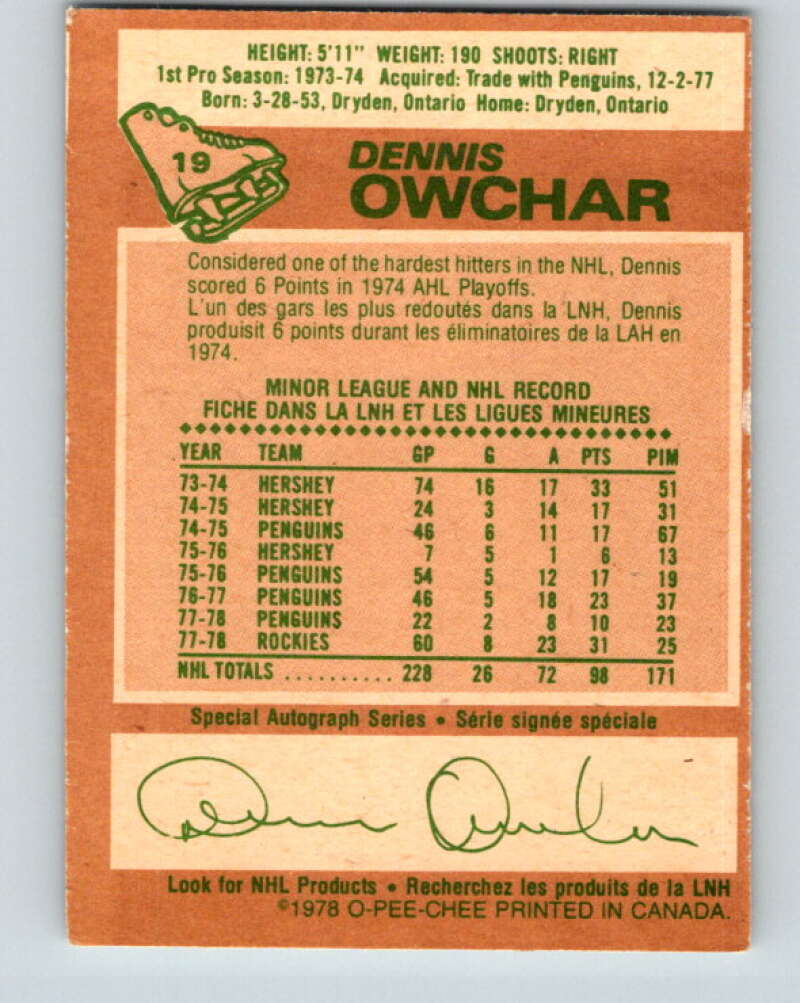 HEIGHT: 5'11" WEIGHT: 190 SHOOTS: RIGHT
1st Pro Season: 1973-74 Acquired: Trade with Penguins, 12-2-77
Born: 3-28-53, Dryden, Ontario Home: Dryden, Ontario
19
DENNIS
OWCHAR
Considered one of the hardest hitters in the NHL, Dennis
scored 6 Points in 1974 AHL Playoffs.
L'un des gars les plus redoutés dans la LNH, Dennis
produisit 6 points durant les éliminatoires de la LAH en
1974.
MINOR LEAGUE AND NHL RECORD
FICHE DANS LA LNH ET LES LIGUES MINEURES
YEAR TEAM GP G A PTS PIM
73-74 HERSHEY 74 16 17 33 51
74-75 HERSHEY 24 3 14 17 31
74-75 PENGUINS 46 6 11 17 67
75-76 HERSHEY 7 5 1 6 13
75-76 PENGUINS 54 5 12 17 19
76-77 PENGUINS 46 5 18 23 37
77-78 PENGUINS 22 2 8 10 23
77-78 ROCKIES 60 8 23 31 25
NHL TOTALS .......... 228 26 72 98 171
Special Autograph Series • Série signée spéciale
Dennis Owchar
Look for NHL Products • Recherchez les produits de la LNH
©1978 O-PEE-CHEE PRINTED IN CANADA.